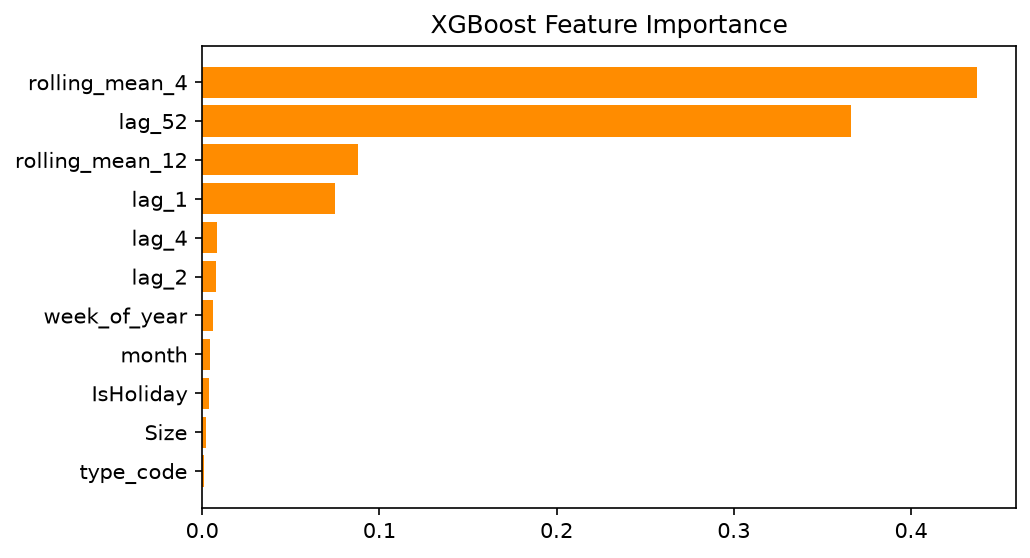 XGBoost Feature Importance
rolling_mean_4
lag_52
rolling_mean_12
lag_1
lag_4
lag_2
week_of_year
month
IsHoliday
Size
type_code
0.0 0.1 0.2 0.3 0.4